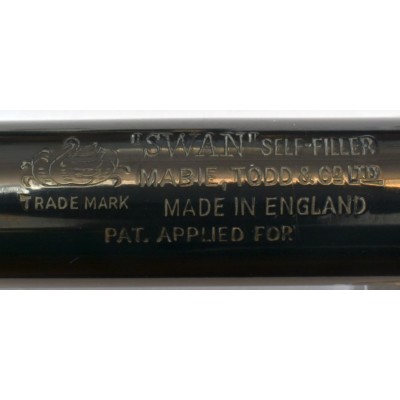 "SWAN" SELF-FILLER
MABIE, TODD & CO LTD
TRADE MARK
MADE IN ENGLAND
PAT. APPLIED FOR